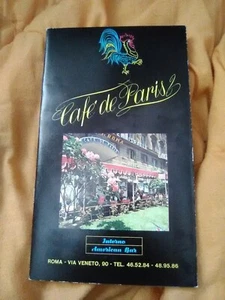 Café de Paris
Interno
American Bar
ROMA - VIA VENETO, 90 - TEL. 46.52.84 - 48.95.86